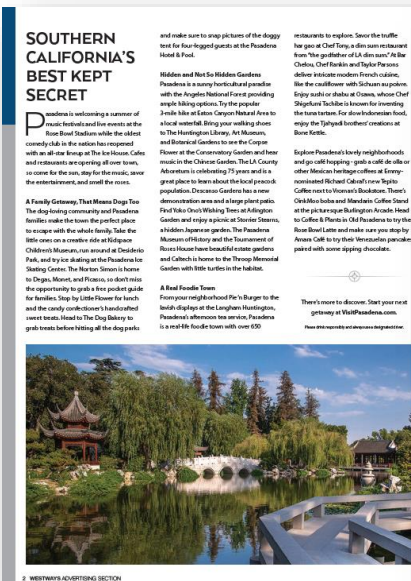 SOUTHERN
CALIFORNIA'S
BEST KEPT
SECRET
Pasadena is welcoming a summer of
music festivals and live events at the
Rose Bowl Stadium while the oldest
comedy club in the nation has reopened
with an all-star lineup at The Ice House. Cafes
and restaurants are opening all over town,
so come for the sun, stay for the music, savor
the entertainment, and smell the roses.
A Family Getaway, That Means Dogs Too
The dog-loving community and Pasadena
families make the town the perfect place
to escape with the whole family. Take the
little ones on a creative ride at Kidspace
Children's Museum, run around at Desiderio
Park, and try ice skating at the Pasadena Ice
Skating Center. The Norton Simon is home
to Degas, Monet, and Picasso, so don't miss
the opportunity to grab a free pocket guide
for families. Stop by Little Flower for lunch
and the candy confectioner's handcrafted
sweet treats. Head to The Dog Bakery to
grab treats before hitting all the dog parks
and make sure to snap pictures of the doggy
tent for four-legged guests at the Pasadena
Hotel & Pool.
Hidden and Not So Hidden Gardens
Pasadena is a sunny horticultural paradise
with the Angeles National Forest providing
ample hiking options. Try the popular
3-mile hike at Eaton Canyon Natural Area to
a local waterfall. Bring your walking shoes
to The Huntington Library, Art Museum,
and Botanical Gardens to see the Corpse
Flower at the Conservatory Garden and hear
music in the Chinese Garden. The LA County
Arboretum is celebrating 75 years and is a
great place to learn about the local peacock
population. Descanso Gardens has a new
demonstration area and a large plant patio.
Find Yoko Ono's Wishing Trees at Arlington
Garden and enjoy a picnic at Storrier Stearns,
a hidden Japanese garden. The Pasadena
Museum of History and the Tournament of
Roses House have beautiful estate gardens
and Caltech is home to the Throop Memorial
Garden with little turtles in the habitat.
A Real Foodie Town
From your neighborhood Pie 'n Burger to the
lavish displays at the Langham Huntington,
Pasadena's afternoon tea service, Pasadena
is a real-life foodie town with over 650
restaurants to explore. Savor the truffle
har gao at Chef Tony, a dim sum restaurant
from "the godfather of LA dim sum." At Bar
Chelou, Chef Rankin and Taylor Parsons
deliver intricate modern French cuisine,
like the cauliflower with Sichuan au poivre.
Enjoy sushi or shabu at Osawa, whose Chef
Shigefumi Tachibe is known for inventing
the tuna tartare. For slow Indonesian food,
enjoy the Tjahyadi brothers' creations at
Bone Kettle.
Explore Pasadena's lovely neighborhoods
and go café hopping - grab a café de olla or
other Mexican heritage coffees at Emmy-
nominated Richard Cabral's new Tepito
Coffee next to Vroman's Bookstore. There's
OinkMoo boba and Mandarin Coffee Stand
at the picturesque Burlington Arcade. Head
to Coffee & Plants in Old Pasadena to try the
Rose Bowl Latte and make sure you stop by
Amara Café to try their Venezuelan pancakes
paired with some sipping chocolate.
There's more to discover. Start your next
getaway at VisitPasadena.com.
Please drink responsibly and always use a designated driver.
2 WESTWAYS ADVERTISING SECTION